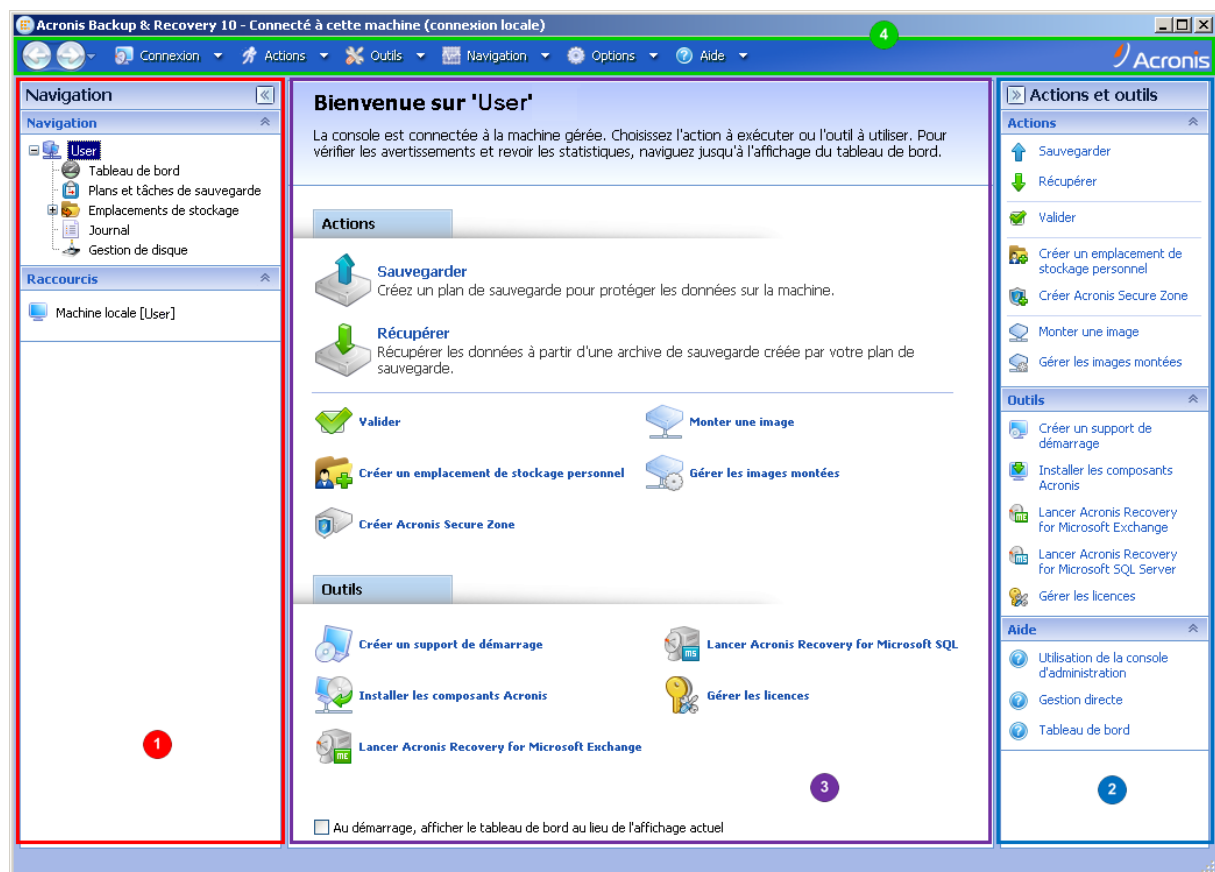 Acronis Backup & Recovery 10 - Connecté à cette machine (connexion locale)
4
Connexion
Actions
Outils
Navigation
Options
Aide
Acronis
Navigation
Navigation
User
Tableau de bord
Plans et tâches de sauvegarde
Emplacements de stockage
Journal
Gestion de disque
Raccourcis
Machine locale [User]
1
Bienvenue sur 'User'
La console est connectée à la machine gérée. Choisissez l'action à exécuter ou l'outil à utiliser. Pour
vérifier les avertissements et revoir les statistiques, naviguez jusqu'à l'affichage du tableau de bord.
Actions
Sauvegarder
Créez un plan de sauvegarde pour protéger les données sur la machine.
Récupérer
Récupérer les données à partir d'une archive de sauvegarde créée par votre plan de
sauvegarde.
Valider
Monter une image
Créer un emplacement de stockage personnel
Gérer les images montées
Créer Acronis Secure Zone
Outils
Créer un support de démarrage
MS
Lancer Acronis Recovery for Microsoft SQL
Installer les composants Acronis
Gérer les licences
ME
Lancer Acronis Recovery for Microsoft Exchange
3
Au démarrage, afficher le tableau de bord au lieu de l'affichage actuel
Actions et outils
Actions
Sauvegarder
Récupérer
Valider
Créer un emplacement de
stockage personnel
Créer Acronis Secure Zone
Monter une image
Gérer les images montées
Outils
Créer un support de
démarrage
Installer les composants
Acronis
ME
Lancer Acronis Recovery
for Microsoft Exchange
MS
Lancer Acronis Recovery
for Microsoft SQL Server
Gérer les licences
Aide
Utilisation de la console
d'administration
Gestion directe
Tableau de bord
2